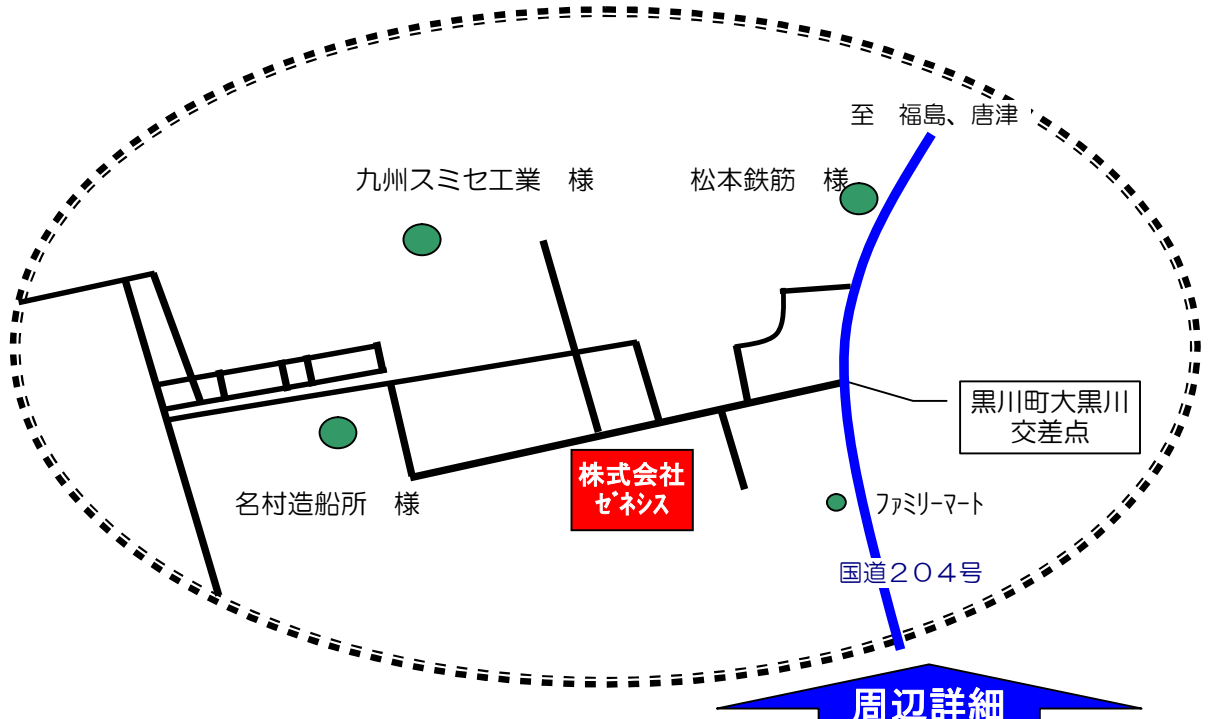 至　福島、唐津
九州スミセ工業　様
松本鉄筋　様
黒川町大黒川
交差点
株式会社
ｾﾞﾈｼｽ
名村造船所　様
ﾌｧﾐﾘｰﾏｰﾄ
国道２０４号
周辺詳細